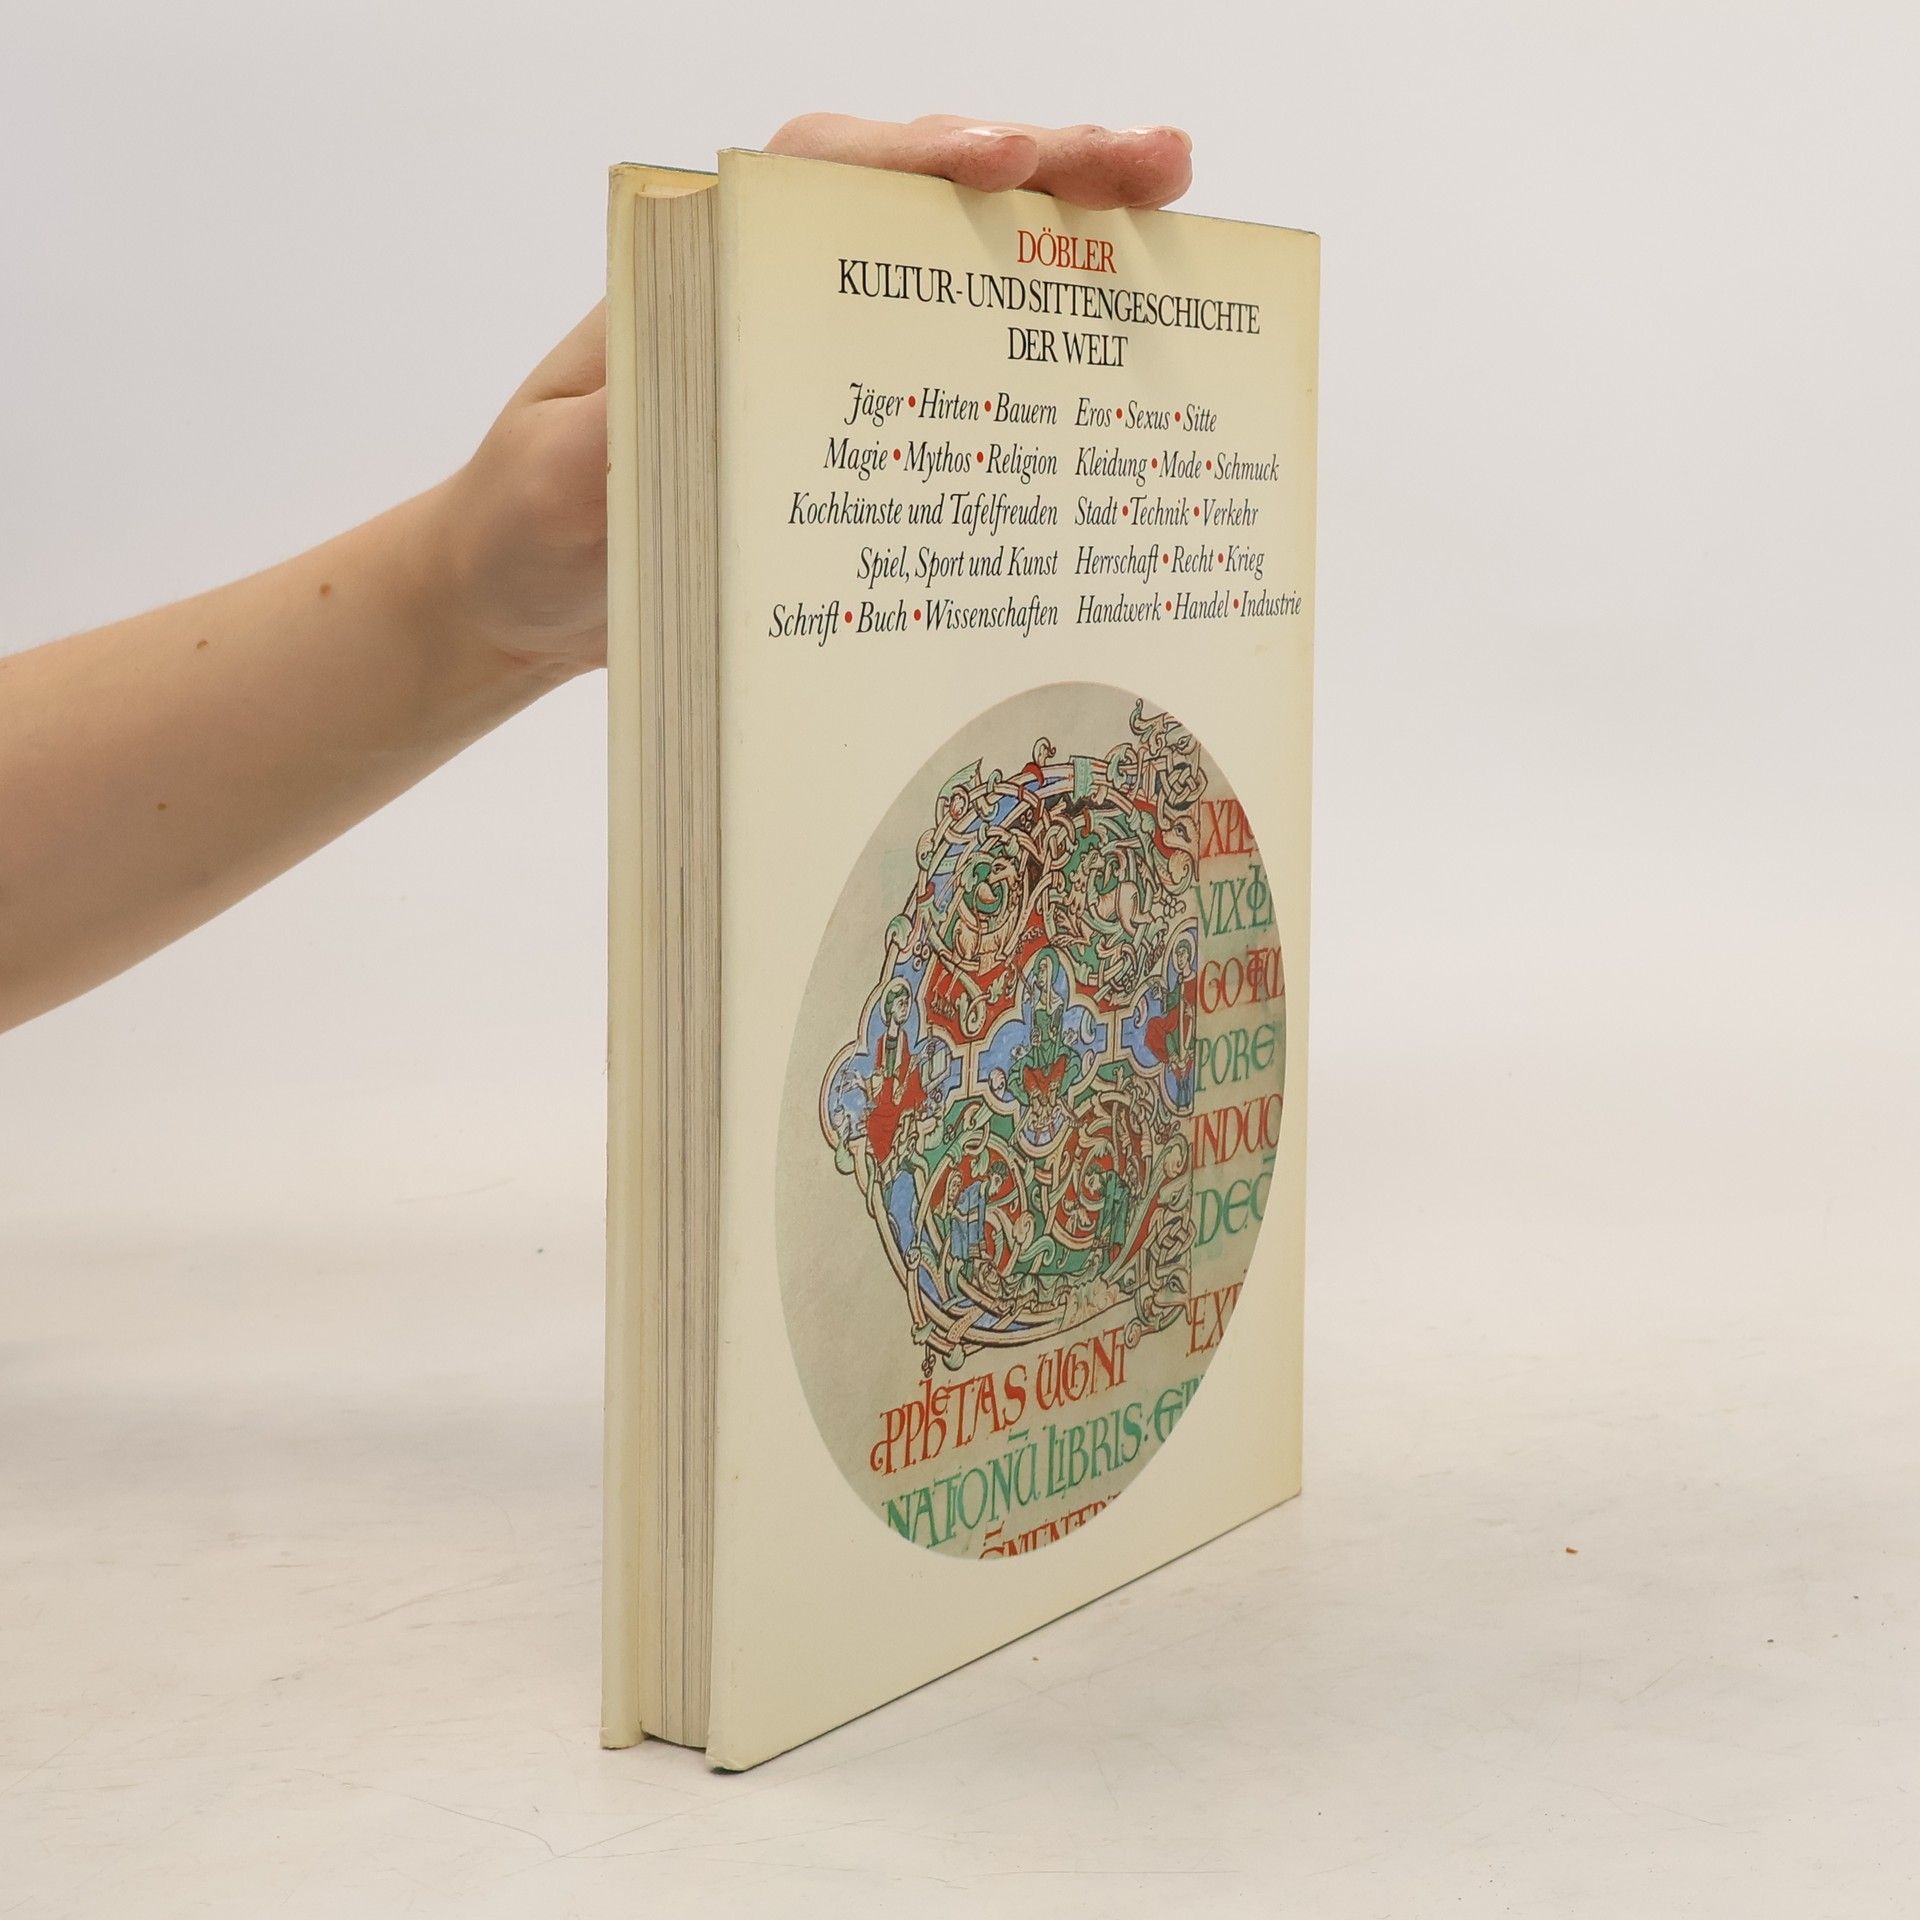 DÖBLER
KULTUR- UND SITTENGESCHICHTE
DER WELT
Jäger • Hirten • Bauern Eros • Sexus • Sitte
Magie • Mythos • Religion Kleidung • Mode • Schmuck
Kochkünste und Tafelfreuden Stadt • Technik • Verkehr
Spiel, Sport und Kunst Herrschaft • Recht • Krieg
Schrift • Buch • Wissenschaften Handwerk • Handel • Industrie
PORE
INDUC
LIBRIS